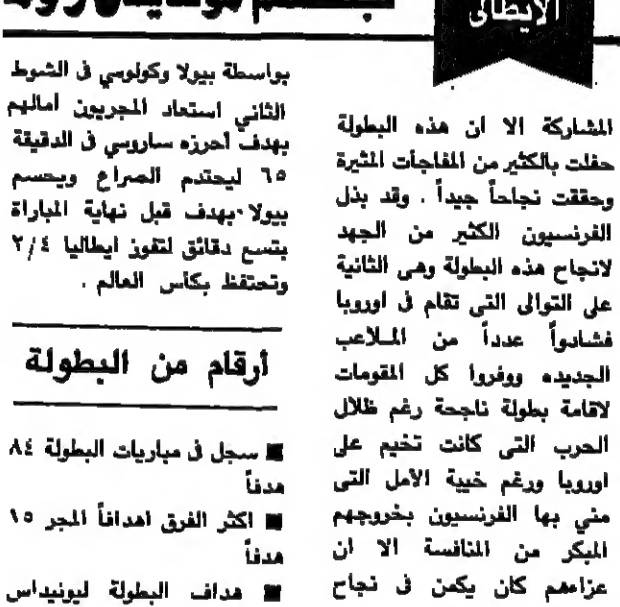 الايطالى
المشاركة الا ان هذه البطولة
حفلت بالكثير من المفاجآت المثيرة
وحققت نجاحاً جيداً . وقد بذل
الفرنسيون الكثير من الجهد
لانجاح هذه البطولة وهى الثانية
على التوالى التى تقام فى اوروبا
فشادوا عدداً من الملاعب
الجديده ووفروا كل المقومات
لاقامة بطولة ناجحة رغم ظلال
الحرب التى كانت تخيم على
اوروبا ورغم خيبة الأمل التى
مني بها الفرنسيون بخروجهم
المبكر من المنافسة الا ان
عزاءهم كان يكمن فى نجاح
بواسطة بيولا وكولوسي فى الشوط
الثاني استعاد المجريون امالهم
بهدف أحرزه ساروسي فى الدقيقة
٦٥ ليحتدم الصراع ويحسم
بيولا بهدف قبل نهاية المباراة
بتسع دقائق لتفوز ايطاليا ٢/٤
وتحتفظ بكأس العالم .
أرقام من البطولة
■ سجل فى مباريات البطولة ٨٤
هدفاً
■ اكثر الفرق اهدافاً المجر ١٥
هدفاً
■ هداف البطولة ليونيداس